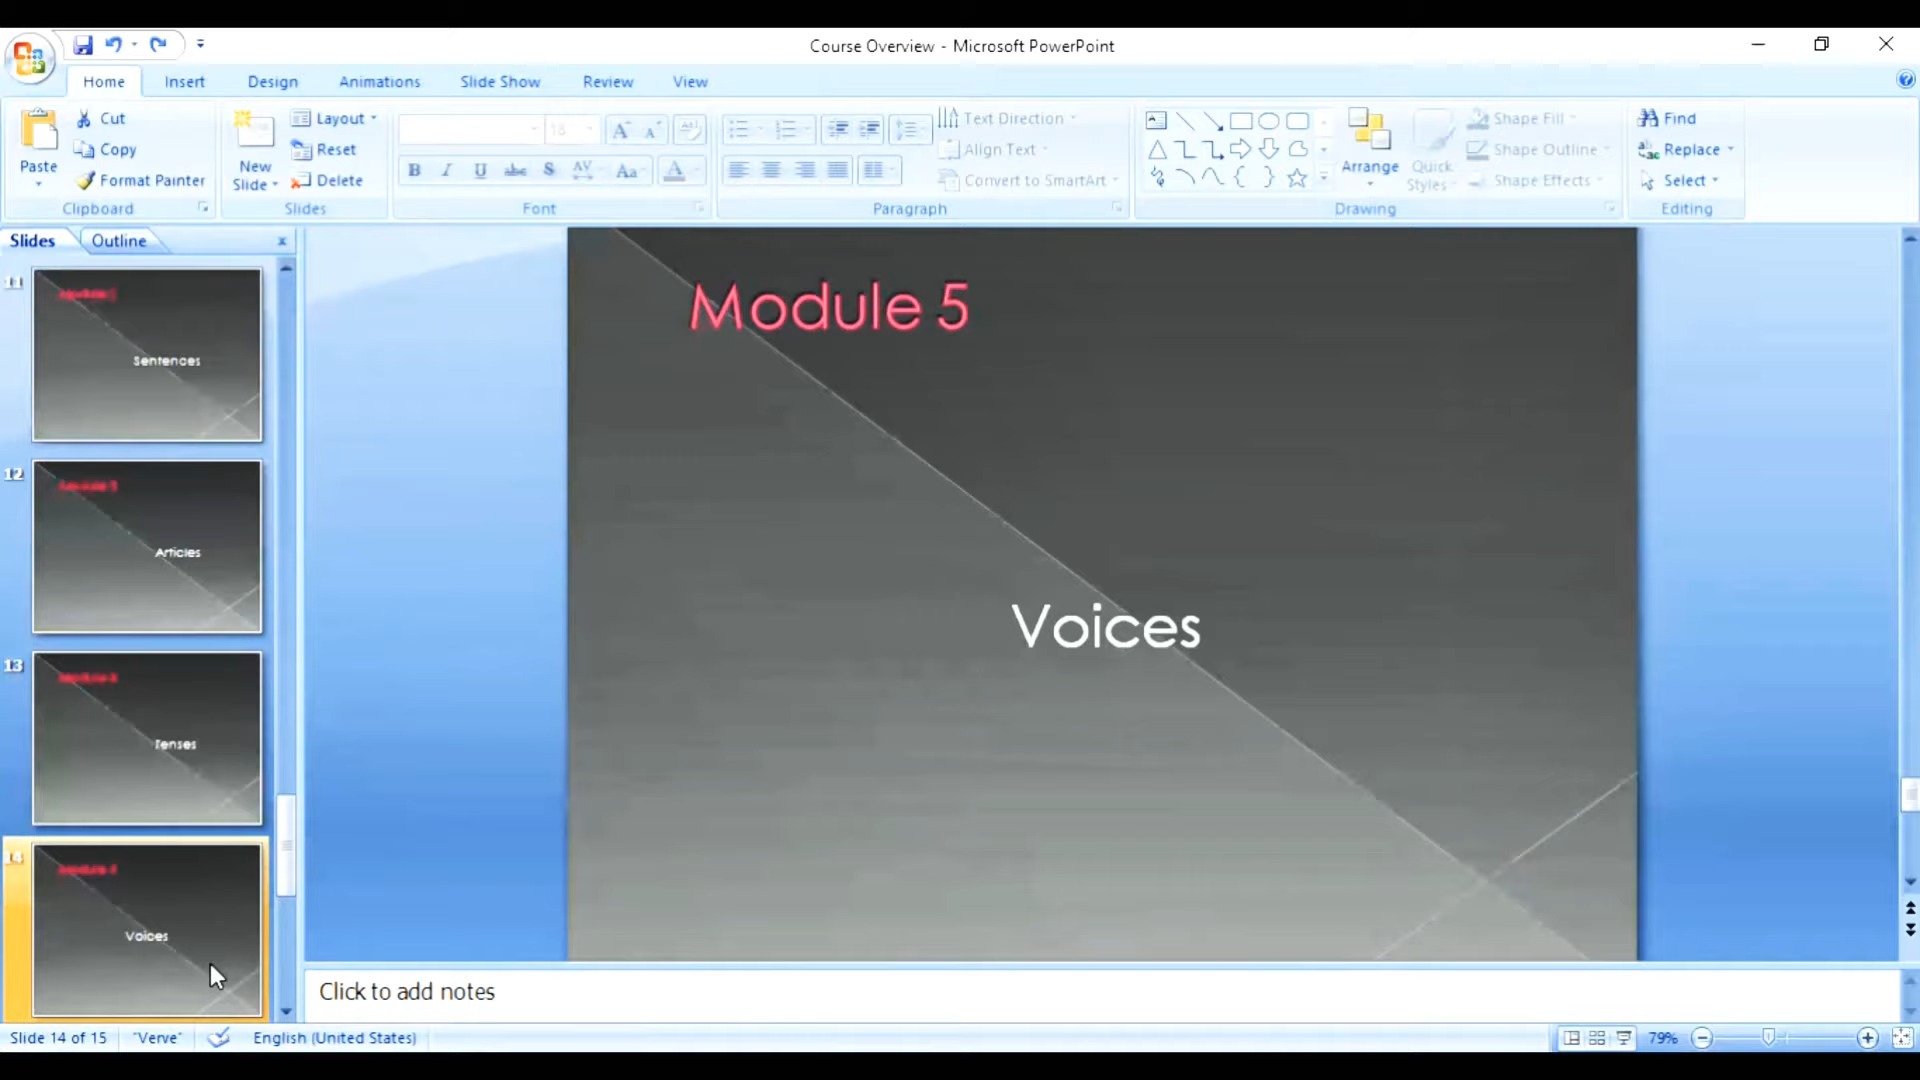 Course Overview - Microsoft PowerPoint
Home Insert Design Animations Slide Show Review View
Paste
Cut
Copy
Format Painter
Clipboard
New Slide
Layout
Reset
Delete
Slides
18
Font
Text Direction
Align Text
Convert to SmartArt
Paragraph
Arrange
Quick Styles
Shape Fill
Shape Outline
Shape Effects
Drawing
Find
Replace
Select
Editing
Slides Outline
11
Sentences
12
Articles
13
Tenses
14
Voices
Module 5
Voices
Click to add notes
Slide 14 of 15 "Verve" English (United States) 79%